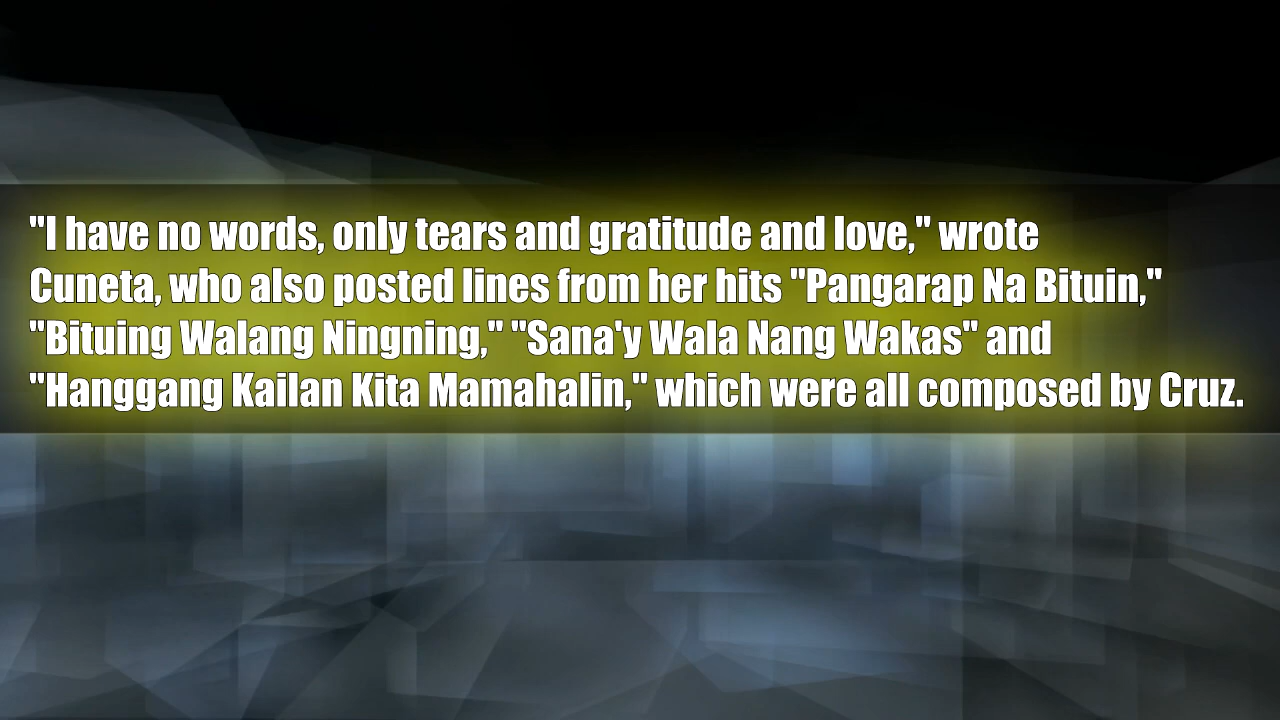 "I have no words, only tears and gratitude and love," wrote
Cuneta, who also posted lines from her hits "Pangarap Na Bituin,"
"Bituing Walang Ningning," "Sana'y Wala Nang Wakas" and
"Hanggang Kailan Kita Mamahalin," which were all composed by Cruz.